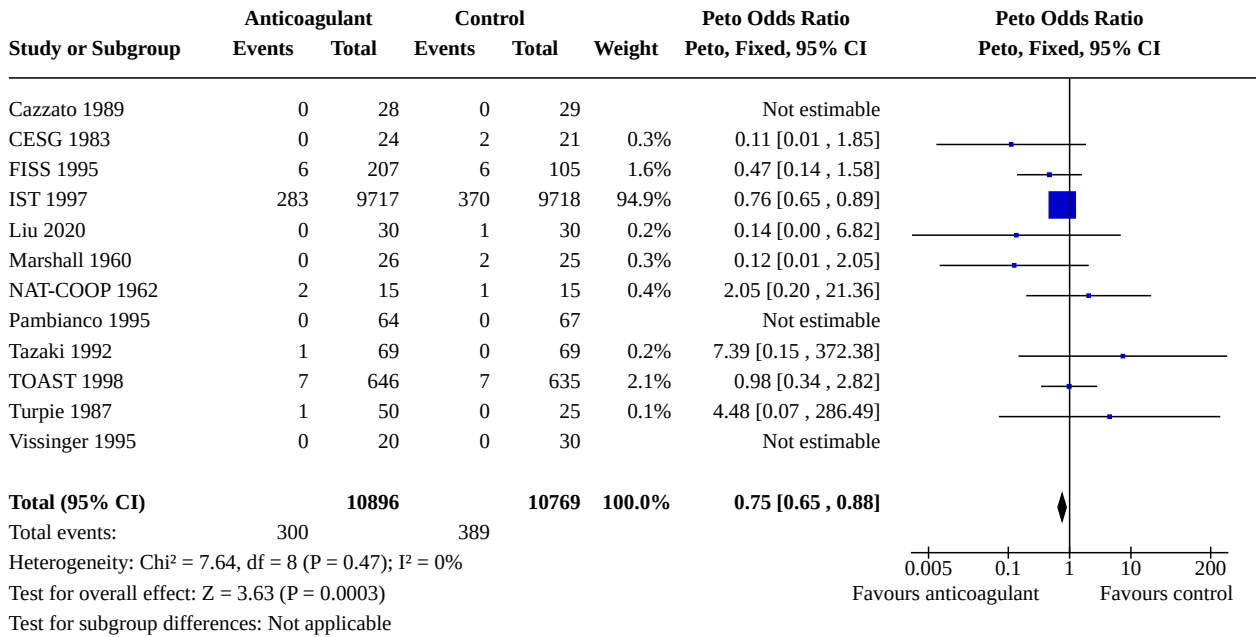 Anticoagulant Control Peto Odds Ratio Peto Odds Ratio
Study or Subgroup Events Total Events Total Weight Peto, Fixed, 95% CI Peto, Fixed, 95% CI
Cazzato 1989 0 28 0 29 Not estimable
CESG 1983 0 24 2 21 0.3% 0.11 [0.01 , 1.85]
FISS 1995 6 207 6 105 1.6% 0.47 [0.14 , 1.58]
IST 1997 283 9717 370 9718 94.9% 0.76 [0.65 , 0.89]
Liu 2020 0 30 1 30 0.2% 0.14 [0.00 , 6.82]
Marshall 1960 0 26 2 25 0.3% 0.12 [0.01 , 2.05]
NAT-COOP 1962 2 15 1 15 0.4% 2.05 [0.20 , 21.36]
Pambianco 1995 0 64 0 67 Not estimable
Tazaki 1992 1 69 0 69 0.2% 7.39 [0.15 , 372.38]
TOAST 1998 7 646 7 635 2.1% 0.98 [0.34 , 2.82]
Turpie 1987 1 50 0 25 0.1% 4.48 [0.07 , 286.49]
Vissinger 1995 0 20 0 30 Not estimable
Total (95% CI) 10896 10769 100.0% 0.75 [0.65 , 0.88]
Total events: 300 389
Heterogeneity: Chi² = 7.64, df = 8 (P = 0.47); I² = 0%
Test for overall effect: Z = 3.63 (P = 0.0003)
Test for subgroup differences: Not applicable
0.005 0.1 1 10 200
Favours anticoagulant Favours control